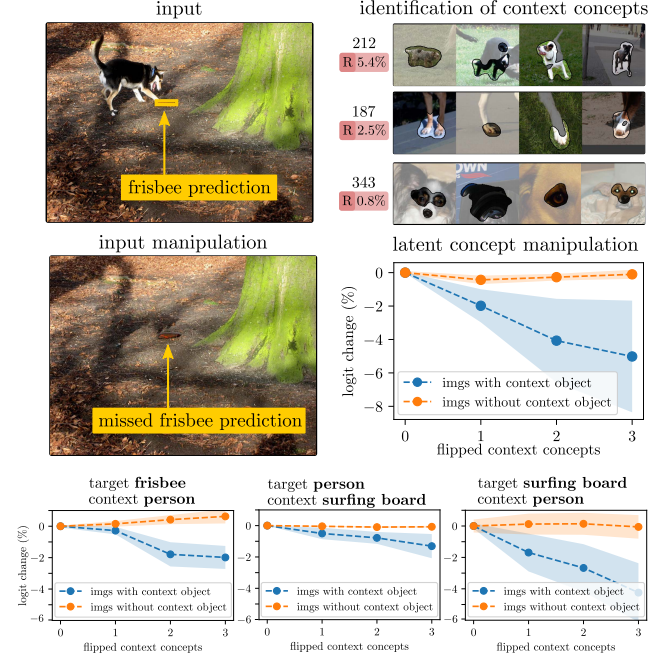 input
identification of context concepts
212
R 5.4%
187
R 2.5%
343
R 0.8%
frisbee prediction
input manipulation
missed frisbee prediction
latent concept manipulation
logit change (%)
0
−2
−4
−6
−8
imgs with context object
imgs without context object
0 1 2 3
flipped context concepts
target frisbee
context person
logit change (%)
0
−2
−4
−6
imgs with context object
imgs without context object
0 1 2 3
flipped context concepts
target person
context surfing board
0
−2
−4
−6
imgs with context object
imgs without context object
0 1 2 3
flipped context concepts
target surfing board
context person
0
−2
−4
−6
imgs with context object
imgs without context object
0 1 2 3
flipped context concepts